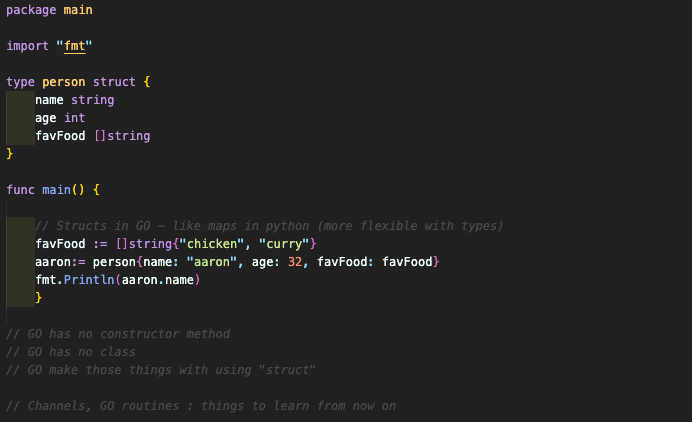 package main
import "fmt"
type person struct {
name string
age int
favFood []string
}
func main() {
// Structs in GO - like maps in python (more flexible with types)
favFood := []string{"chicken", "curry"}
aaron:= person{name: "aaron", age: 32, favFood: favFood}
fmt.Println(aaron.name)
}
// GO has no constructor method
// GO has no class
// GO make those things with using "struct"
// Channels, GO routines : things to learn from now on